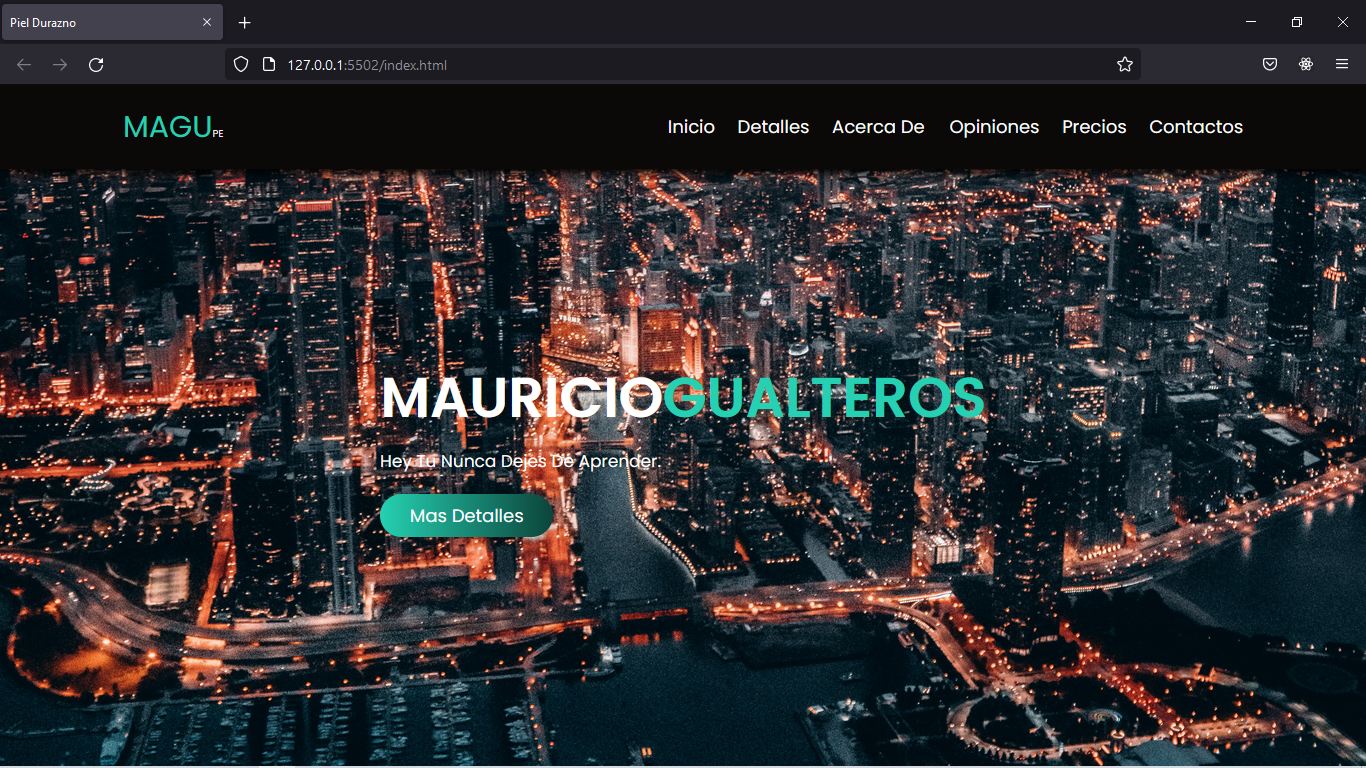 Piel Durazno
127.0.0.1:5502/index.html
MAGUPE
Inicio Detalles Acerca De Opiniones Precios Contactos
MAURICIOGUALTEROS
Hey Tu Nunca Dejes De Aprender.
Mas Detalles